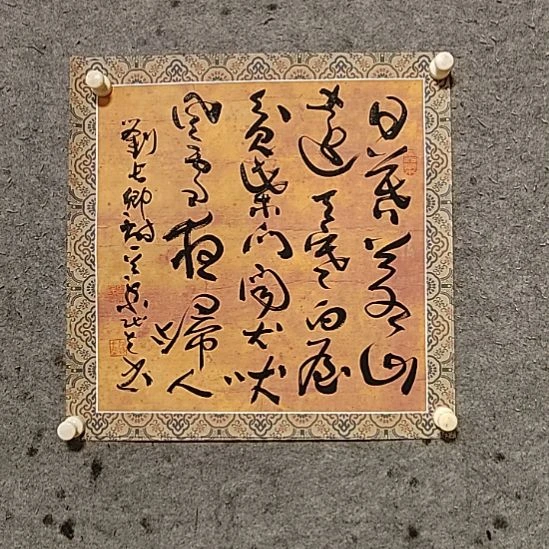 日暮蒼山
遠天寒白屋
貧柴門聞犬吠
風雪夜歸人
劉長卿詩